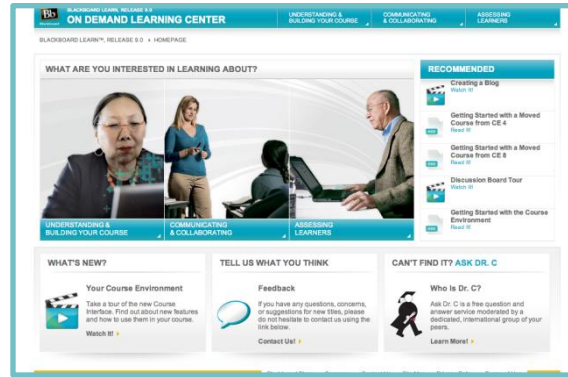 Bb
BLACKBOARD LEARN, RELEASE 9.0
ON DEMAND LEARNING CENTER
UNDERSTANDING &
BUILDING YOUR COURSE
COMMUNICATING
& COLLABORATING
ASSESSING
LEARNERS
BLACKBOARD LEARN™, RELEASE 9.0 ▸ HOMEPAGE
WHAT ARE YOU INTERESTED IN LEARNING ABOUT?
UNDERSTANDING &
BUILDING YOUR COURSE
COMMUNICATING
& COLLABORATING
ASSESSING
LEARNERS
RECOMMENDED
Creating a Blog
Watch It!
Getting Started with a Moved
Course from CE 4
Read It!
Getting Started with a Moved
Course from CE 8
Read It!
Discussion Board Tour
Watch It!
Getting Started with the Course
Environment
Read It!
WHAT'S NEW?
Your Course Environment
Take a tour of the new Course
Interface. Find out about new features
and how to use them in your course.
Watch It!
TELL US WHAT YOU THINK
Feedback
If you have any questions, concerns,
or suggestions for new titles, please
do not hesitate to contact us using the
link below.
Contact Us!
CAN'T FIND IT? ASK DR. C
Who Is Dr. C?
Ask Dr. C is a free question and
answer service moderated by a
dedicated, international group of your
peers.
Learn More!